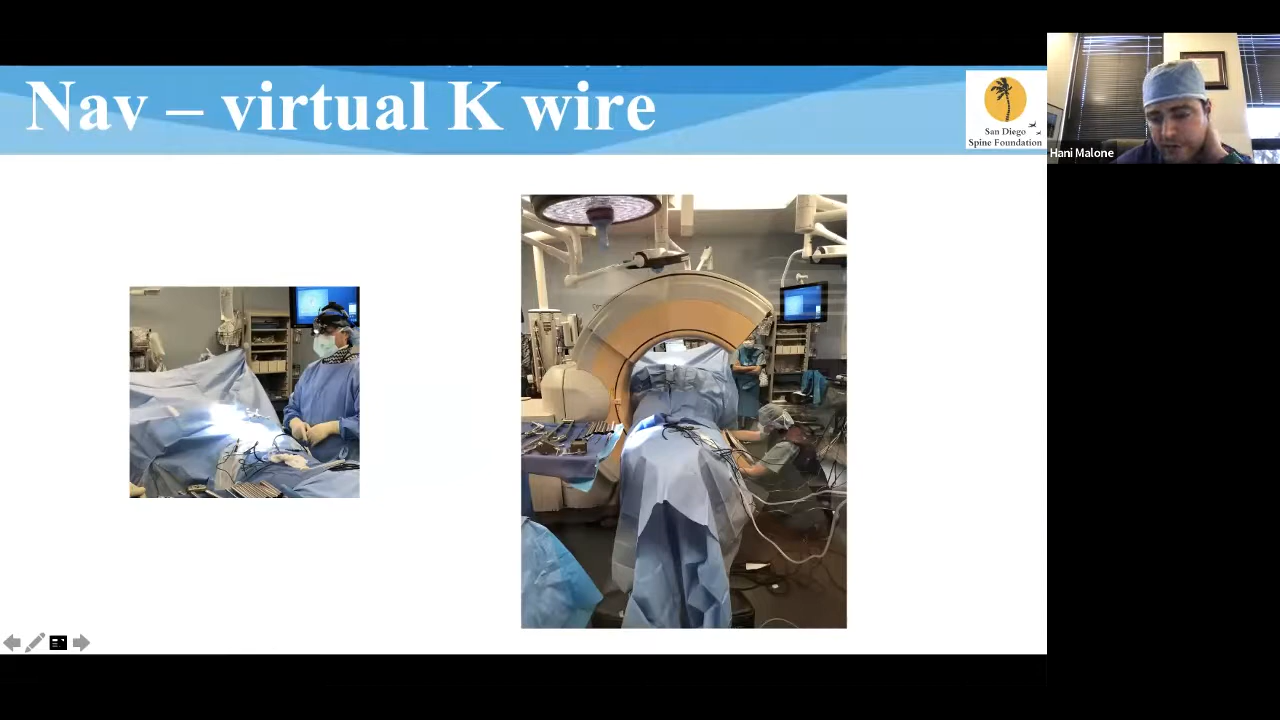 Nav – virtual K wire
San Diego
Spine Foundation
Hani Malone